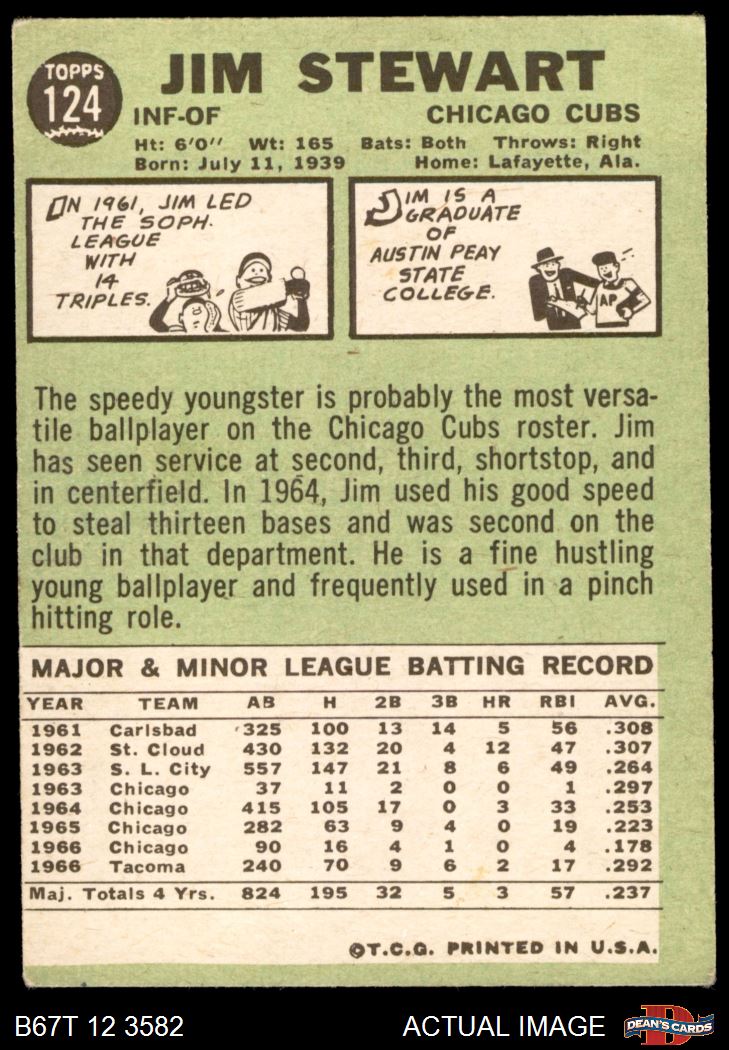 TOPPS
124
JIM STEWART
INF-OF
CHICAGO CUBS
Ht: 6'0" Wt: 165 Bats: Both Throws: Right
Born: July 11, 1939 Home: Lafayette, Ala.
IN 1961, JIM LED
THE SOPH.
LEAGUE
WITH
14
TRIPLES.
JIM IS A
GRADUATE
OF
AUSTIN PEAY
STATE
COLLEGE.
AP
The speedy youngster is probably the most versa-
tile ballplayer on the Chicago Cubs roster. Jim
has seen service at second, third, shortstop, and
in centerfield. In 1964, Jim used his good speed
to steal thirteen bases and was second on the
club in that department. He is a fine hustling
young ballplayer and frequently used in a pinch
hitting role.
MAJOR & MINOR LEAGUE BATTING RECORD
YEAR TEAM AB H 2B 3B HR RBI AVG.
1961 Carlsbad 325 100 13 14 5 56 .308
1962 St. Cloud 430 132 20 4 12 47 .307
1963 S. L. City 557 147 21 8 6 49 .264
1963 Chicago 37 11 2 0 0 1 .297
1964 Chicago 415 105 17 0 3 33 .253
1965 Chicago 282 63 9 4 0 19 .223
1966 Chicago 90 16 4 1 0 4 .178
1966 Tacoma 240 70 9 6 2 17 .292
Maj. Totals 4 Yrs. 824 195 32 5 3 57 .237
©T.C.G. PRINTED IN U.S.A.
B67T 12 3582
ACTUAL IMAGE
D
DEAN'S CARDS